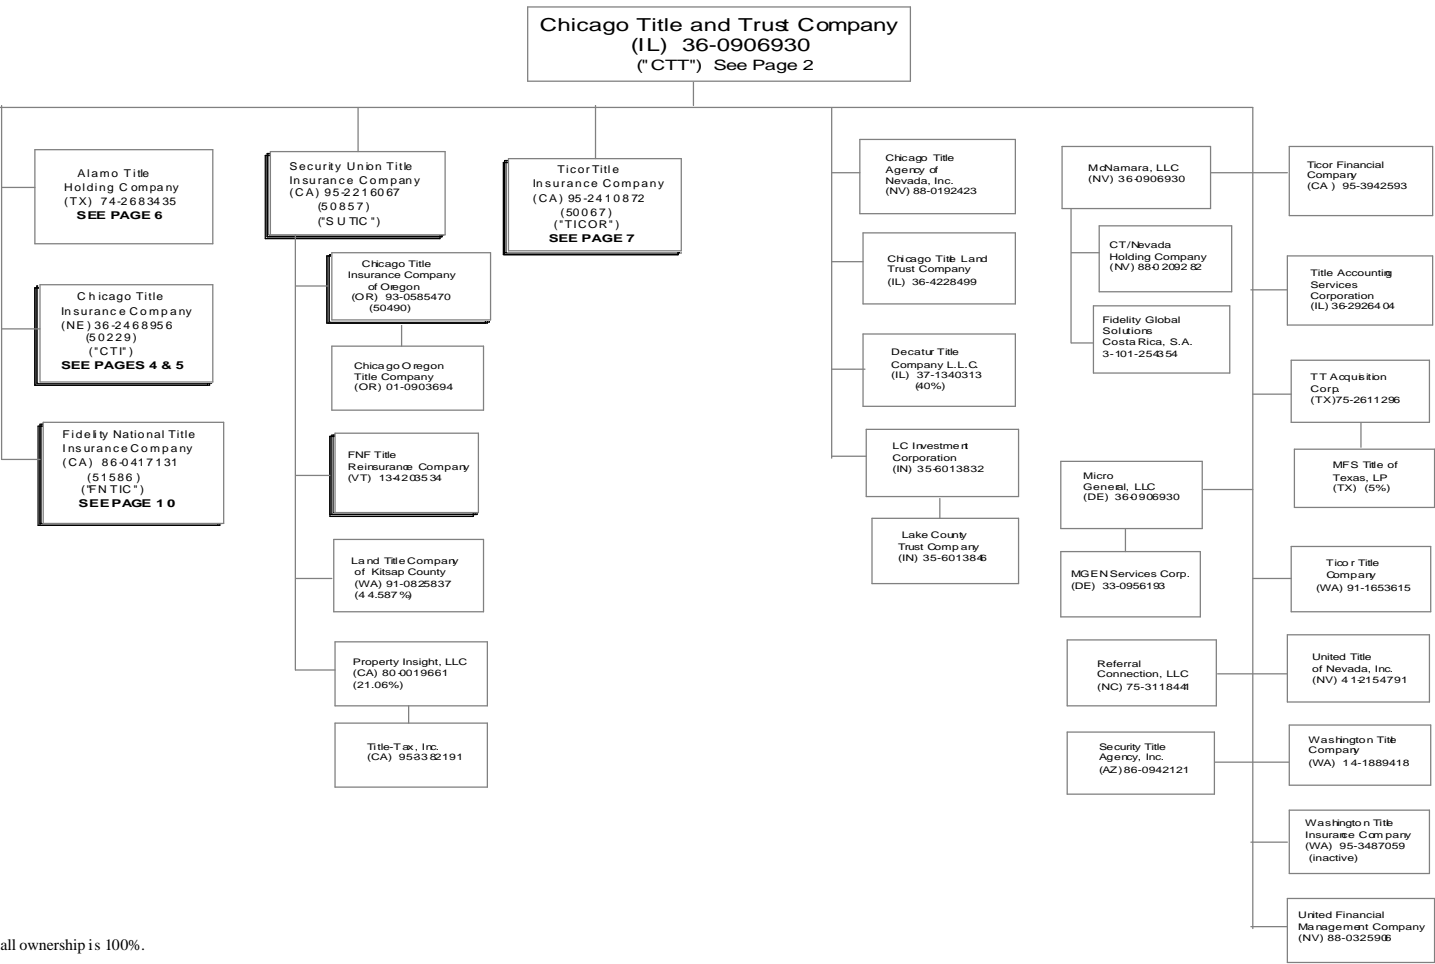 Chicago Title and Trust Company
(IL) 36-0906930
("CTT") See Page 2
Alamo Title
Holding Company
(TX) 74-2683435
SEE PAGE 6
Chicago Title
Insurance Company
(NE) 36-2468956
(50229)
("CTI")
SEE PAGES 4 & 5
Fidelity National Title
Insurance Company
(CA) 86-0417131
(51586)
("FNTIC")
SEE PAGE 10
Security Union Title
Insurance Company
(CA) 95-2216067
(50857)
("SUTIC")
Chicago Title
Insurance Company
of Oregon
(OR) 93-0585470
(50490)
Chicago Oregon
Title Company
(OR) 01-0903694
FNF Title
Reinsurance Company
(VT) 13-4203534
Land Title Company
of Kitsap County
(WA) 91-0825837
(44.587%)
Property Insight, LLC
(CA) 80-0019661
(21.06%)
Title-Tax, Inc.
(CA) 95-3382191
Ticor Title
Insurance Company
(CA) 95-2410872
(50067)
("TICOR")
SEE PAGE 7
Chicago Title
Agency of
Nevada, Inc.
(NV) 88-0192423
Chicago Title Land
Trust Company
(IL) 36-4228499
Decatur Title
Company L.L.C.
(IL) 37-1340313
(40%)
LC Investment
Corporation
(IN) 35-6013832
Lake County
Trust Company
(IN) 35-6013846
McNamara, LLC
(NV) 36-0906930
CT/Nevada
Holding Company
(NV) 88-0209282
Fidelity Global
Solutions
Costa Rica, S.A.
3-101-254354
Micro
General, LLC
(DE) 36-0906930
MGEN Services Corp.
(DE) 33-0956193
Referral
Connection, LLC
(NC) 75-3118441
Security Title
Agency, Inc.
(AZ) 86-0942121
Ticor Financial
Company
(CA) 95-3942593
Title Accounting
Services
Corporation
(IL) 36-2926404
TT Acquisition
Corp.
(TX) 75-2611296
MFS Title of
Texas, LP
(TX) (5%)
Ticor Title
Company
(WA) 91-1653615
United Title
of Nevada, Inc.
(NV) 41-2154791
Washington Title
Company
(WA) 14-1889418
Washington Title
Insurance Company
(WA) 95-3487059
(inactive)
United Financial
Management Company
(NV) 88-0325906
all ownership is 100%.